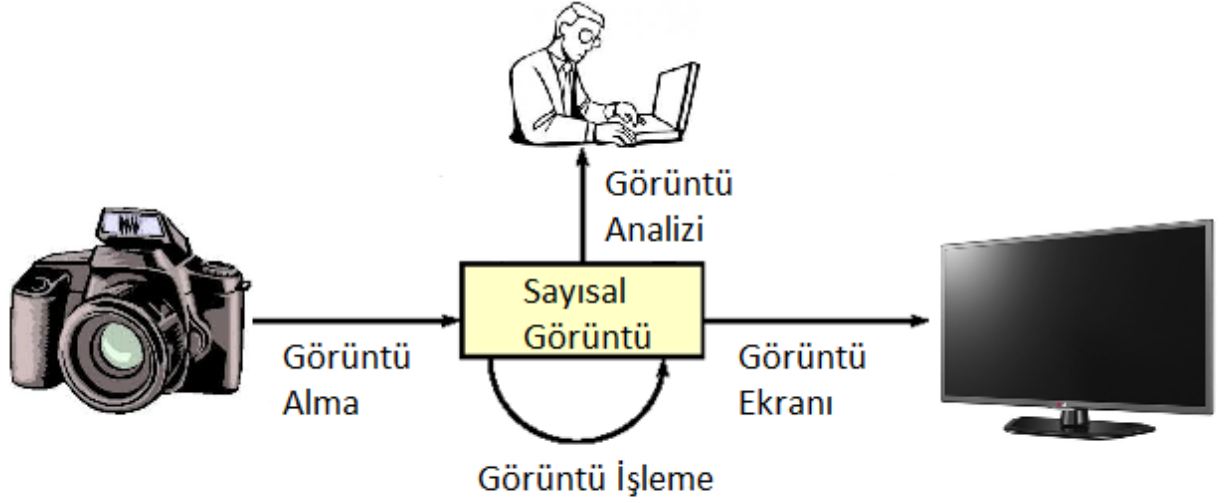 Görüntü
Analizi
Sayısal
Görüntü
Görüntü
Alma
Görüntü
Ekranı
Görüntü İşleme